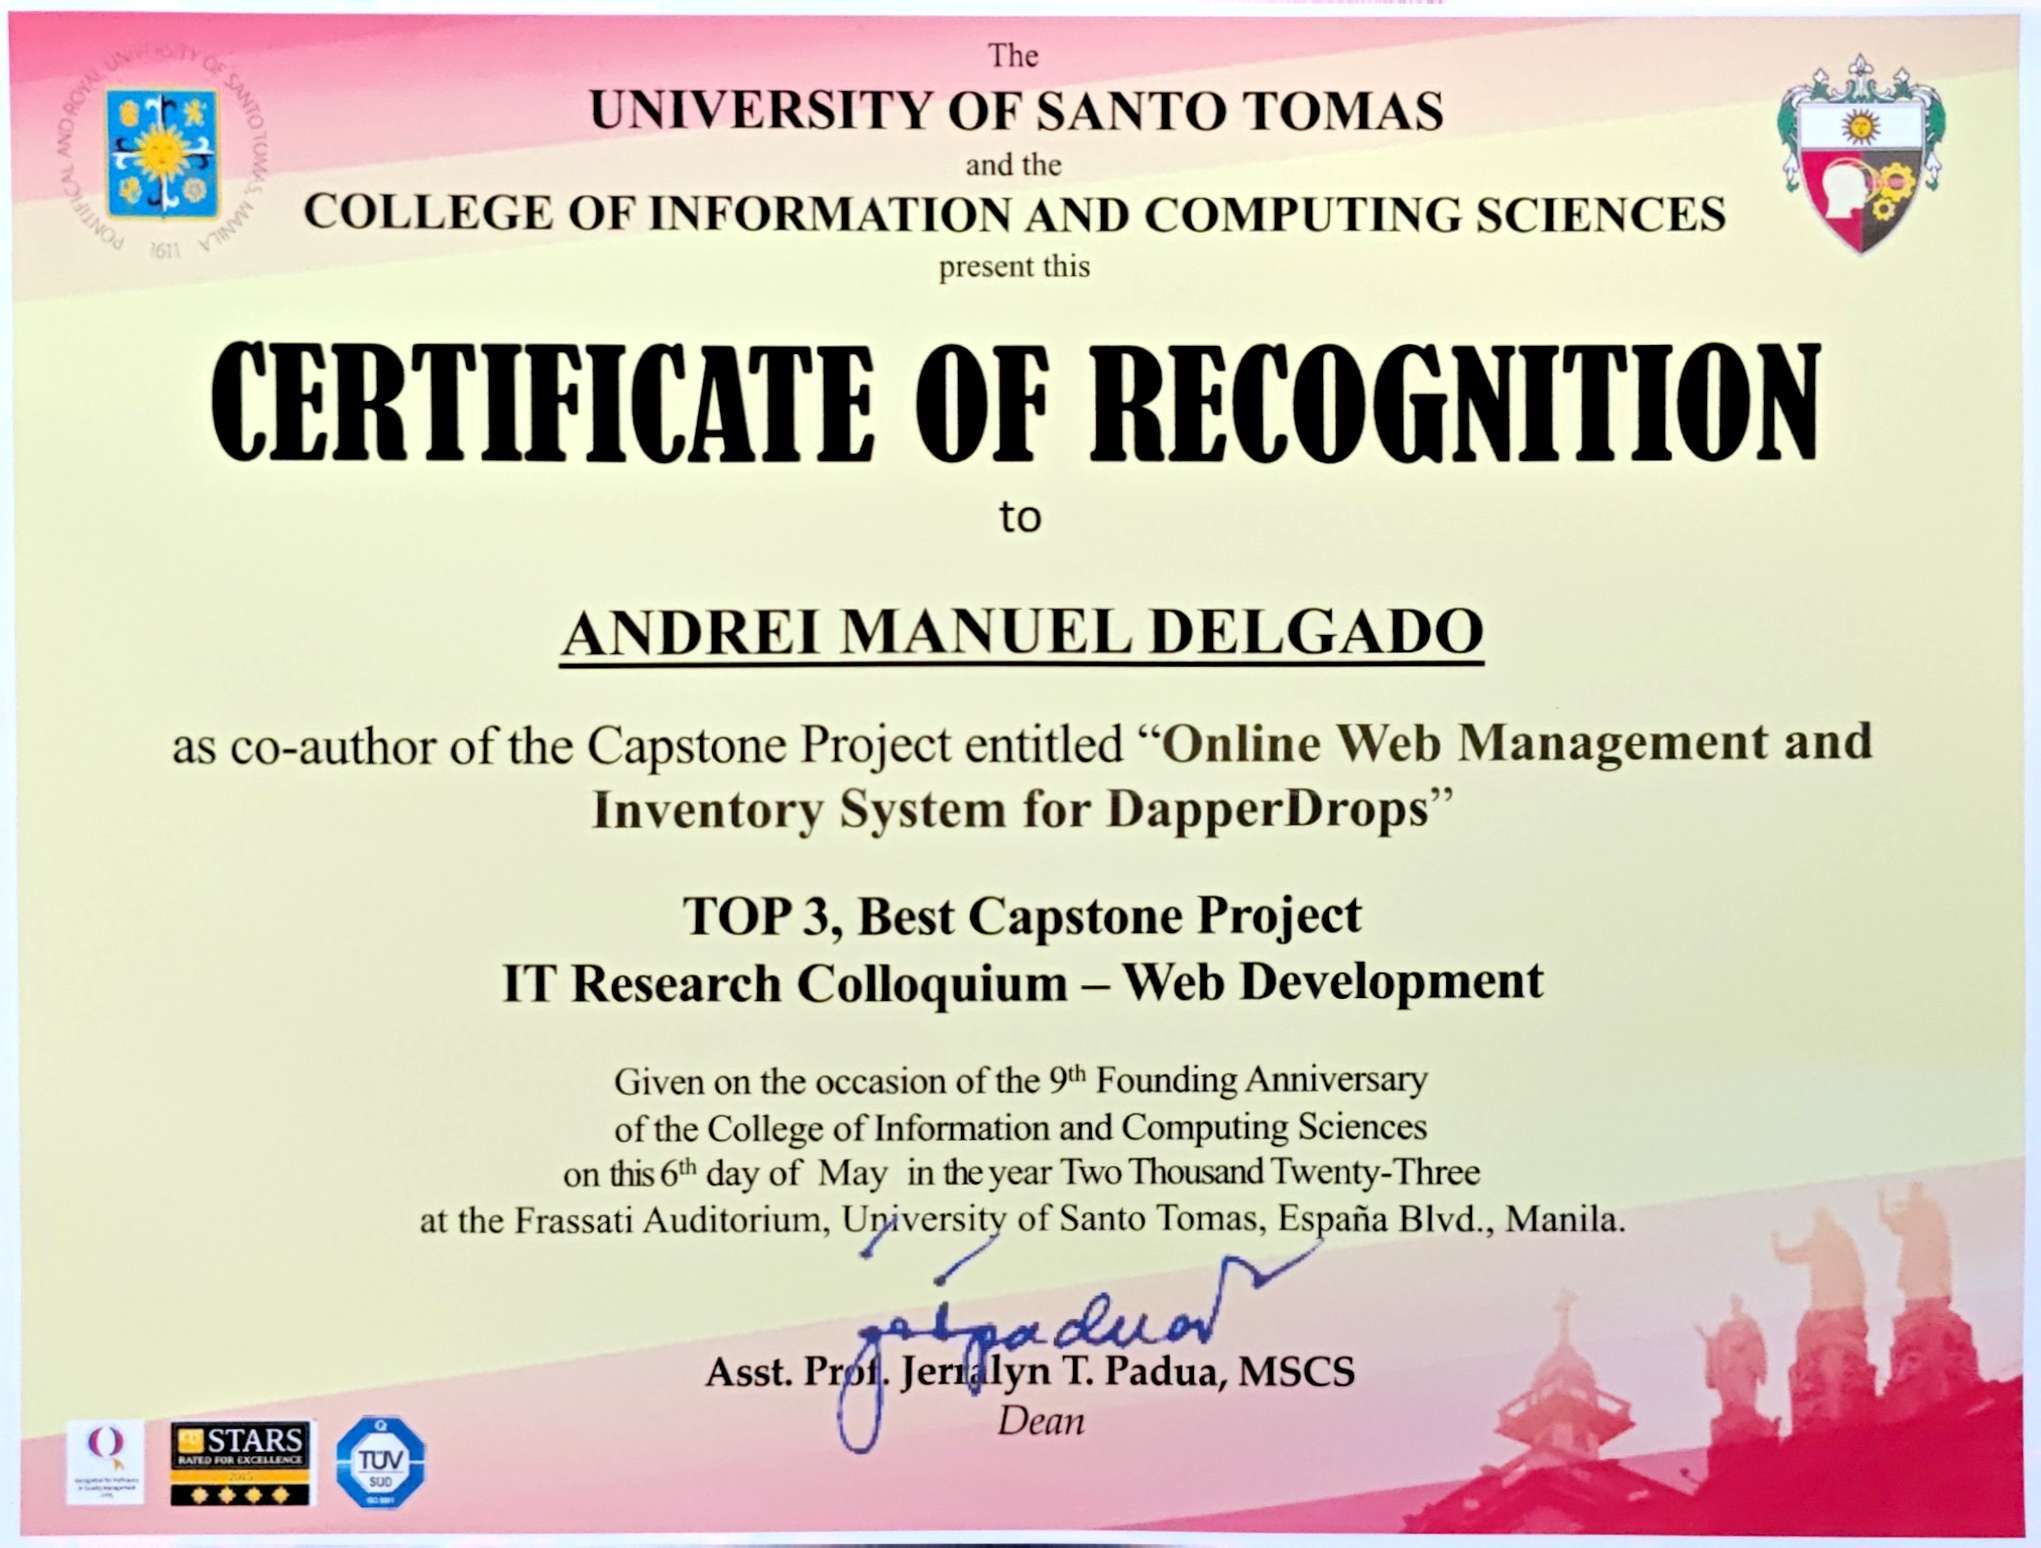 The
UNIVERSITY OF SANTO TOMAS
and the
COLLEGE OF INFORMATION AND COMPUTING SCIENCES
present this
PONTIFICAL AND ROYAL UNIVERSITY OF SANTO TOMAS, MANILA
1611
CERTIFICATE OF RECOGNITION
to
ANDREI MANUEL DELGADO
as co-author of the Capstone Project entitled “Online Web Management and
Inventory System for DapperDrops”
TOP 3, Best Capstone Project
IT Research Colloquium – Web Development
Given on the occasion of the 9th Founding Anniversary
of the College of Information and Computing Sciences
on this 6th day of May in the year Two Thousand Twenty-Three
at the Frassati Auditorium, University of Santo Tomas, España Blvd., Manila.
Asst. Prof. Jerralyn T. Padua, MSCS
Dean
STARS
RATED FOR EXCELLENCE
Q
TÜV
SÜD